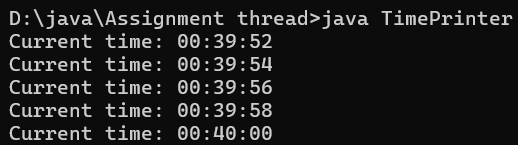 D:\java\Assignment thread>java TimePrinter
Current time: 00:39:52
Current time: 00:39:54
Current time: 00:39:56
Current time: 00:39:58
Current time: 00:40:00